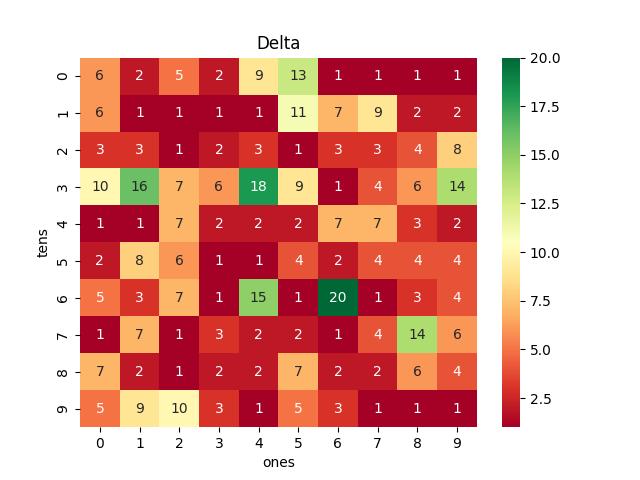 Delta
0 6 2 5 2 9 13 1 1 1 1
1 6 1 1 1 1 11 7 9 2 2
2 3 3 1 2 3 1 3 3 4 8
3 10 16 7 6 18 9 1 4 6 14
4 1 1 7 2 2 2 7 7 3 2
5 2 8 6 1 1 4 2 4 4 4
6 5 3 7 1 15 1 20 1 3 4
7 1 7 1 3 2 2 1 4 14 6
8 7 2 1 2 2 7 2 2 6 4
9 5 9 10 3 1 5 3 1 1 1
0 1 2 3 4 5 6 7 8 9
ones
tens
20.0
17.5
15.0
12.5
10.0
7.5
5.0
2.5